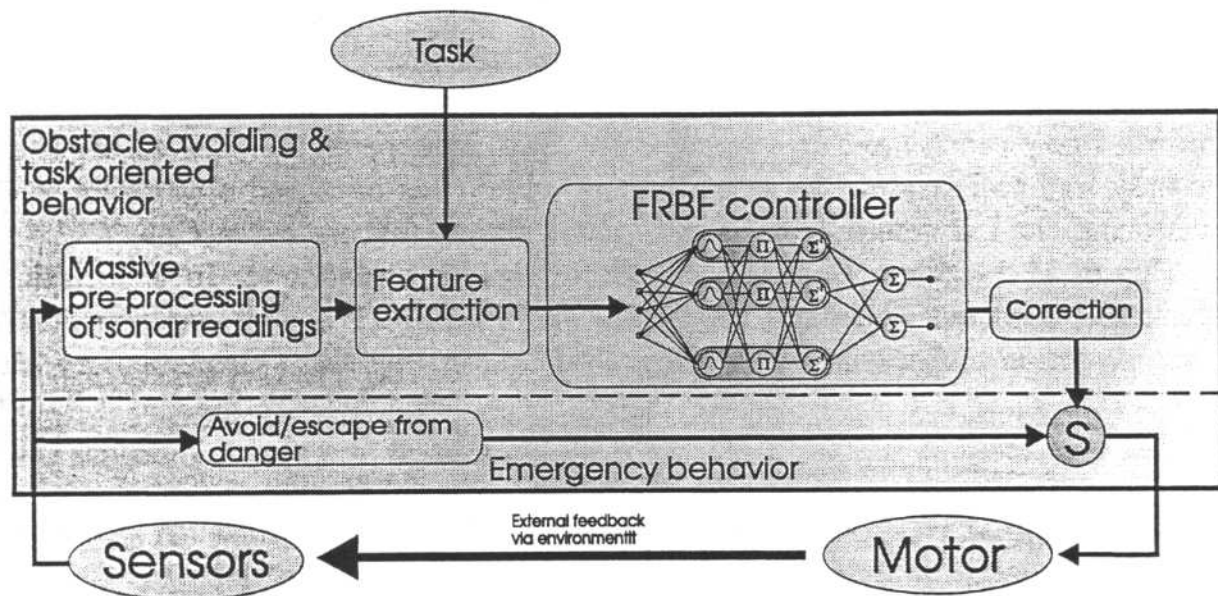 Task
Obstacle avoiding &
task oriented
behavior
FRBF controller
Massive
pre-processing
of sonar readings
Feature
extraction
Π
Σ
Π
Σ
Π
Σ
Σ
Σ
Correction
Avoid/escape from
danger
S
Emergency behavior
External feedback
via environmenttt
Sensors
Motor